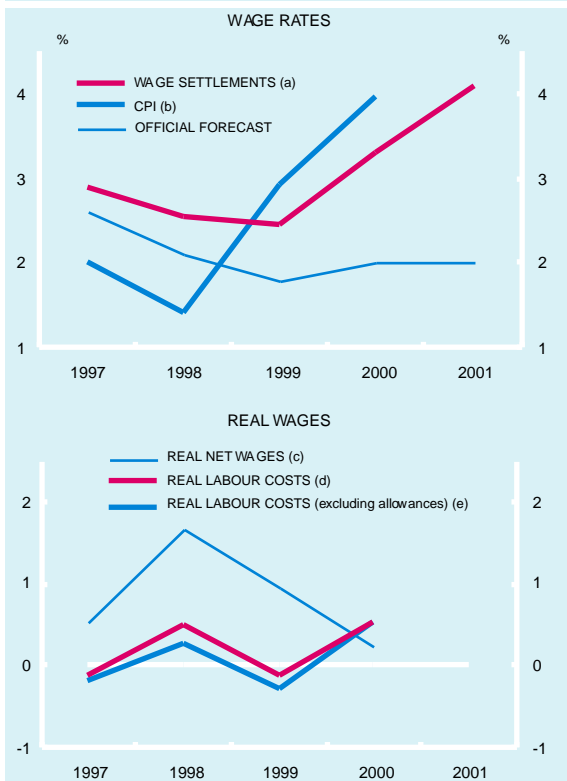 WAGE RATES
% %
WAGE SETTLEMENTS (a)
CPI (b)
OFFICIAL FORECAST
4 4
3 3
2 2
1 1
1997 1998 1999 2000 2001
REAL WAGES
REAL NET WAGES (c)
REAL LABOUR COSTS (d)
REAL LABOUR COSTS (excluding allowances) (e)
2 2
1 1
0 0
-1 -1
1997 1998 1999 2000 2001